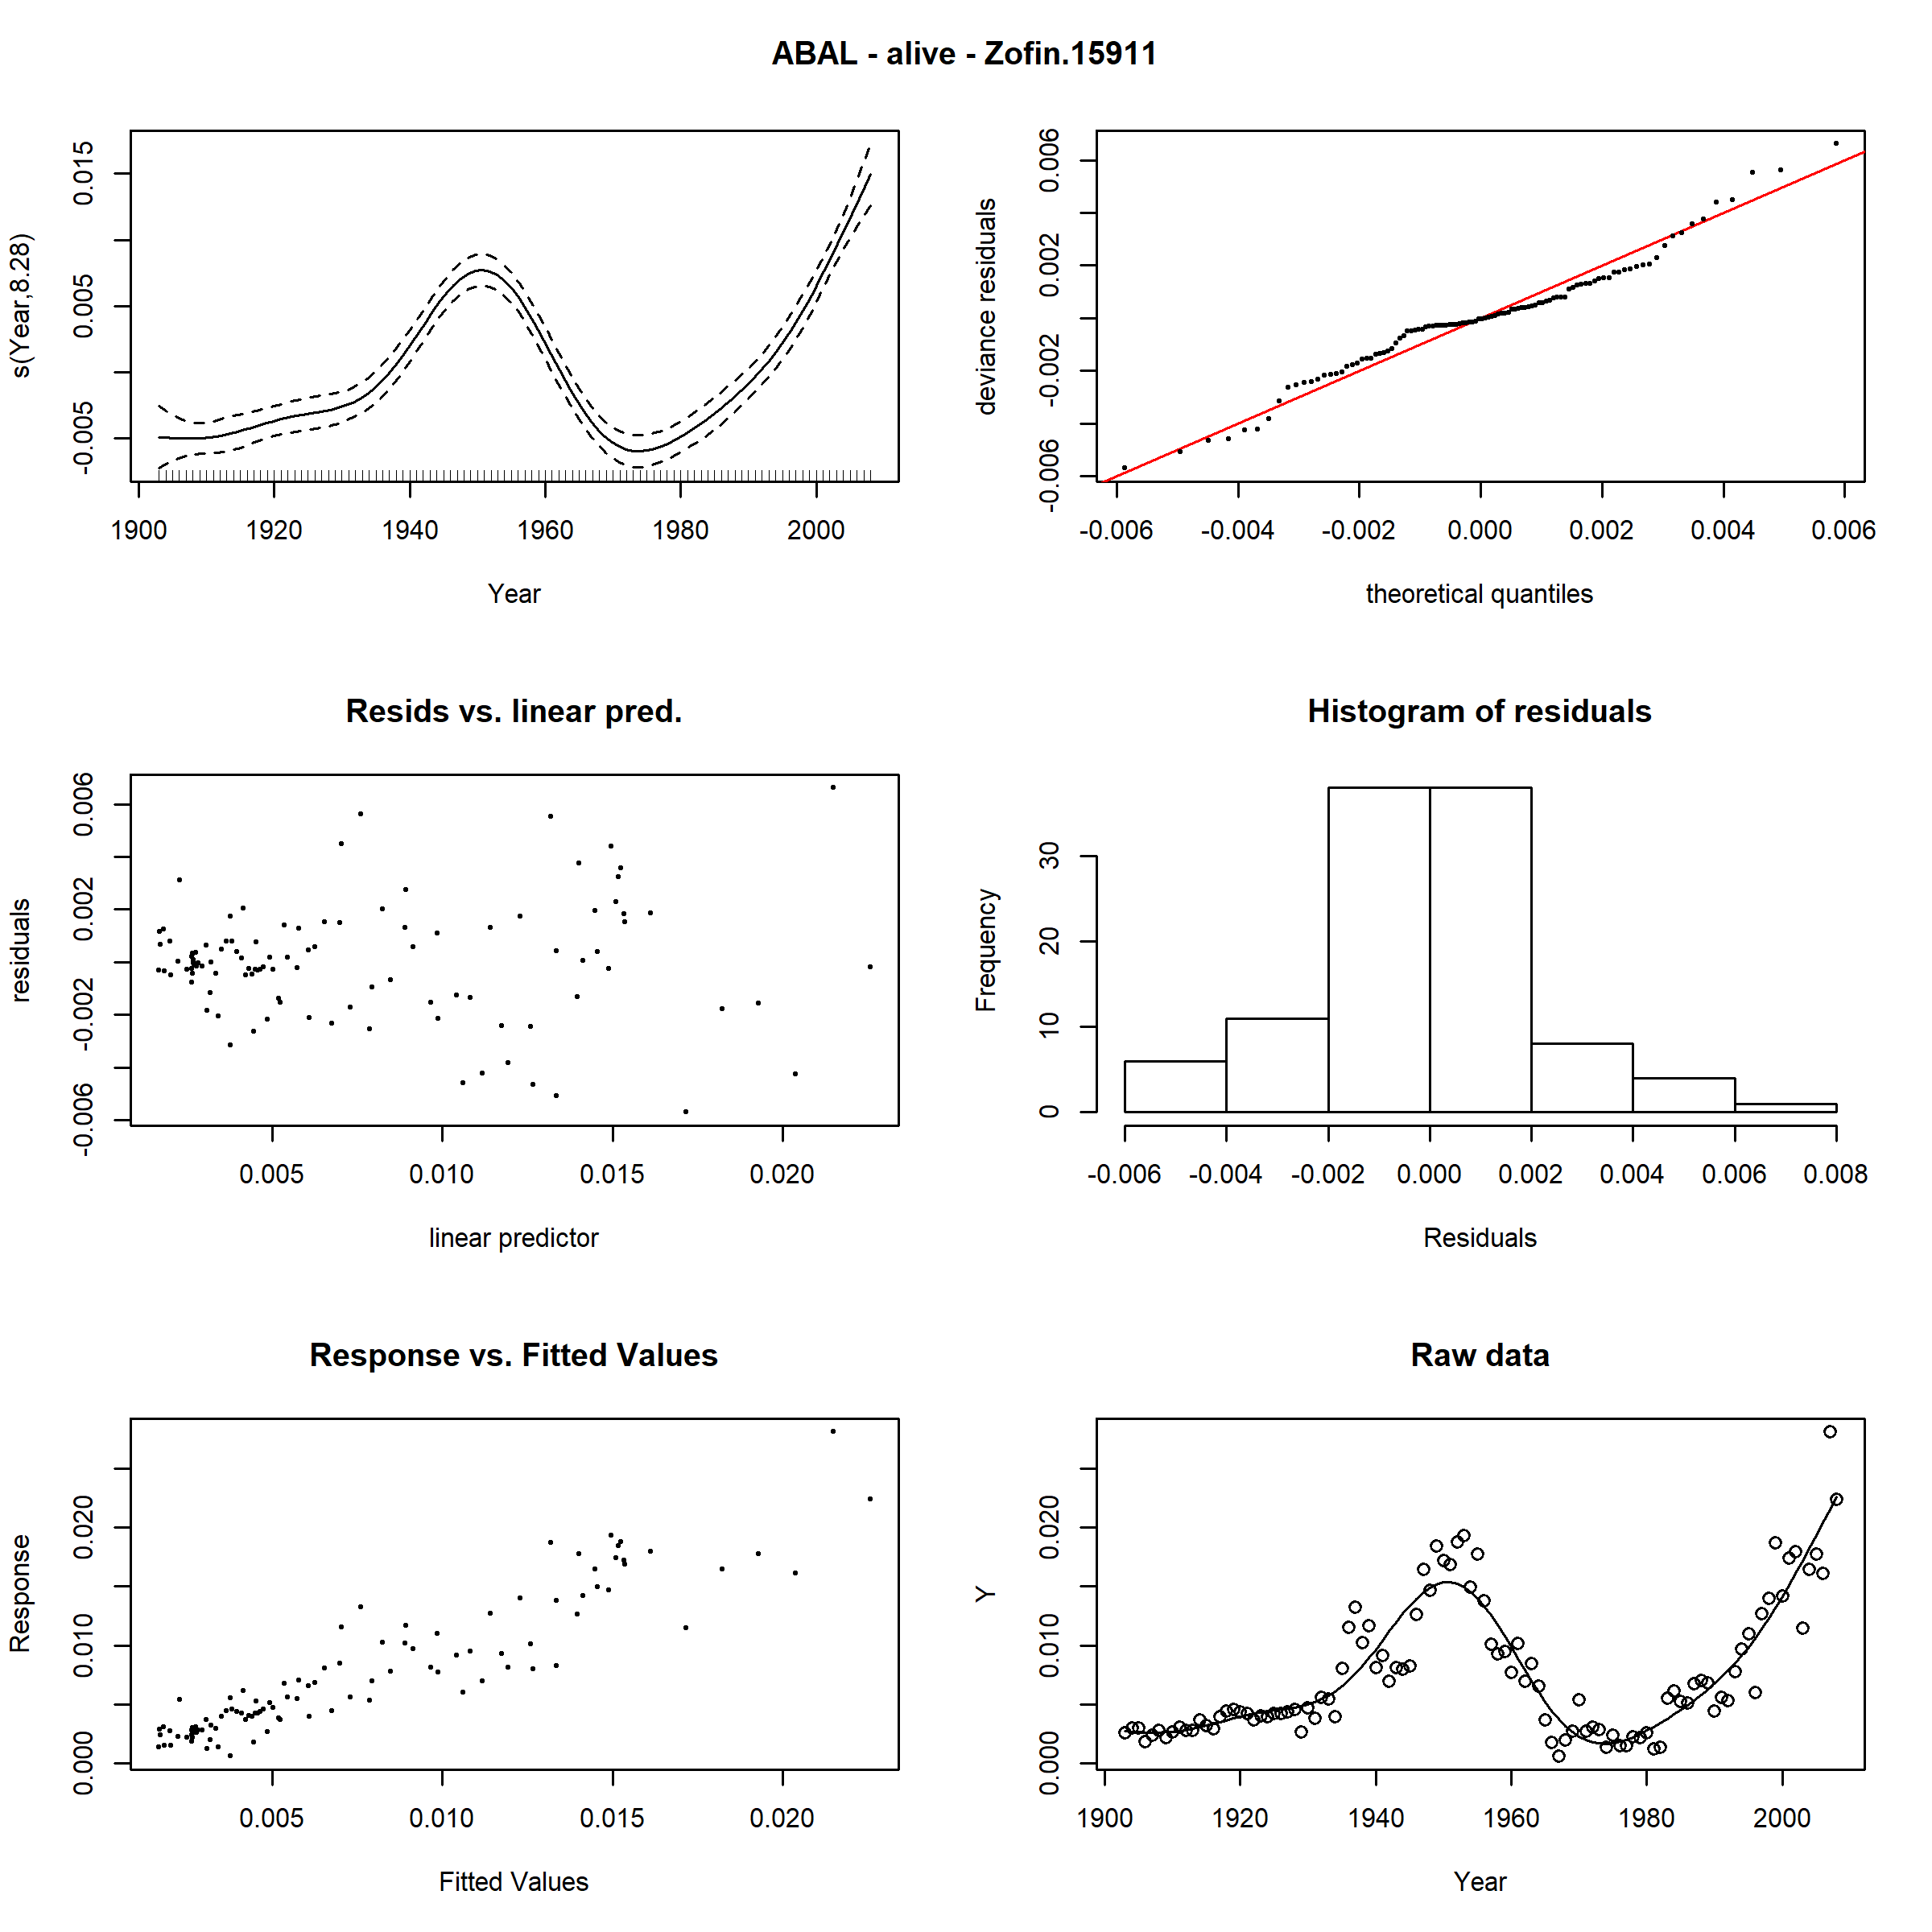 ABAL - alive - Zofin.15911
s(Year,8.28)
-0.005 0.005 0.015
1900 1920 1940 1960 1980 2000
Year
deviance residuals
-0.006 -0.002 0.002 0.006
-0.006 -0.004 -0.002 0.000 0.002 0.004 0.006
theoretical quantiles
Resids vs. linear pred.
residuals
-0.006 -0.002 0.002 0.006
0.005 0.010 0.015 0.020
linear predictor
Histogram of residuals
Frequency
0 10 20 30
-0.006 -0.004 -0.002 0.000 0.002 0.004 0.006 0.008
Residuals
Response vs. Fitted Values
Response
0.000 0.010 0.020
0.005 0.010 0.015 0.020
Fitted Values
Raw data
Y
0.000 0.010 0.020
1900 1920 1940 1960 1980 2000
Year